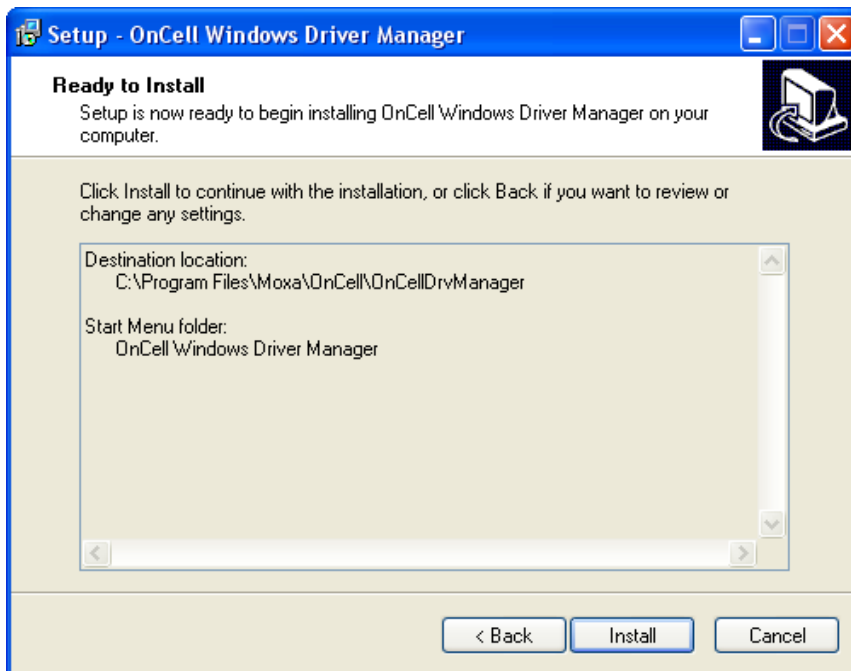 Setup - OnCell Windows Driver Manager
Ready to Install
Setup is now ready to begin installing OnCell Windows Driver Manager on your
computer.
Click Install to continue with the installation, or click Back if you want to review or
change any settings.
Destination location:
C:\Program Files\Moxa\OnCell\OnCellDrvManager
Start Menu folder:
OnCell Windows Driver Manager
< Back
Install
Cancel